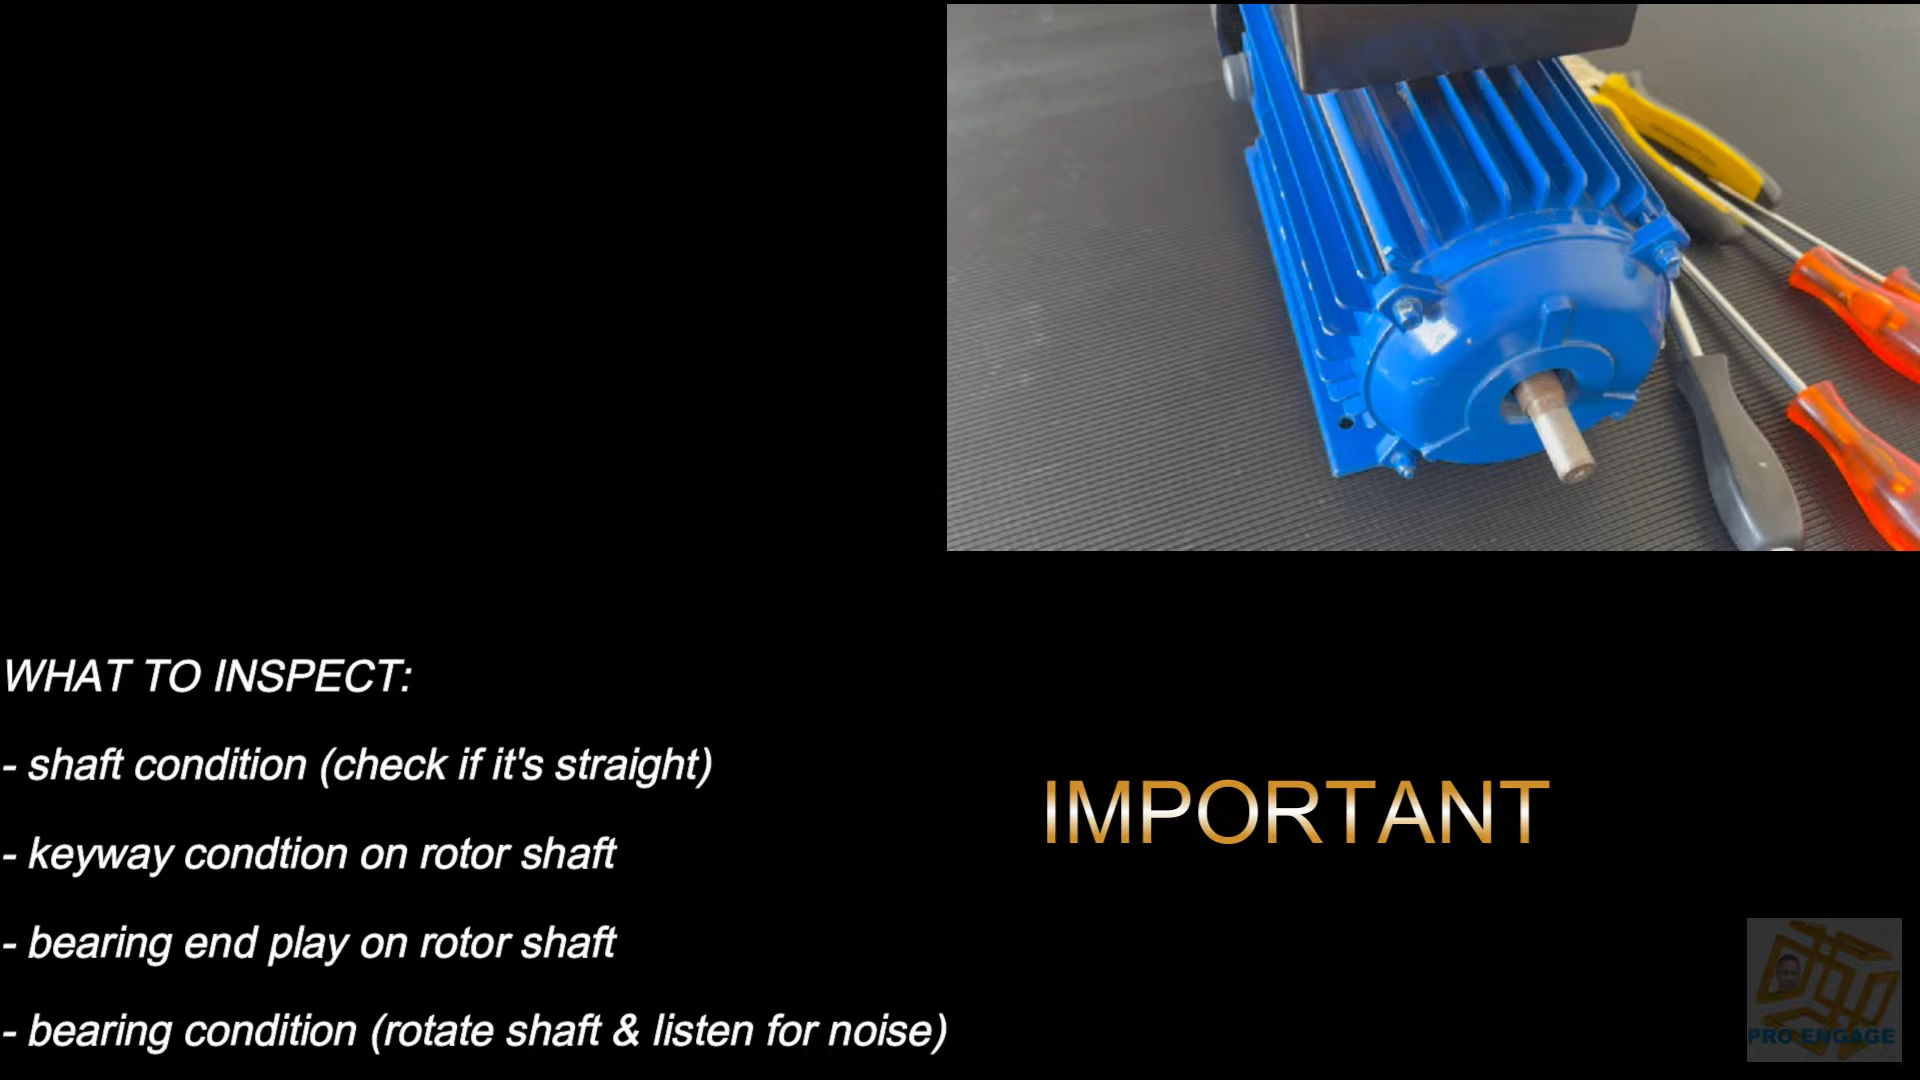 WHAT TO INSPECT:
- shaft condition (check if it's straight)
- keyway condtion on rotor shaft
- bearing end play on rotor shaft
- bearing condition (rotate shaft & listen for noise)
IMPORTANT
PRO ENGAGE